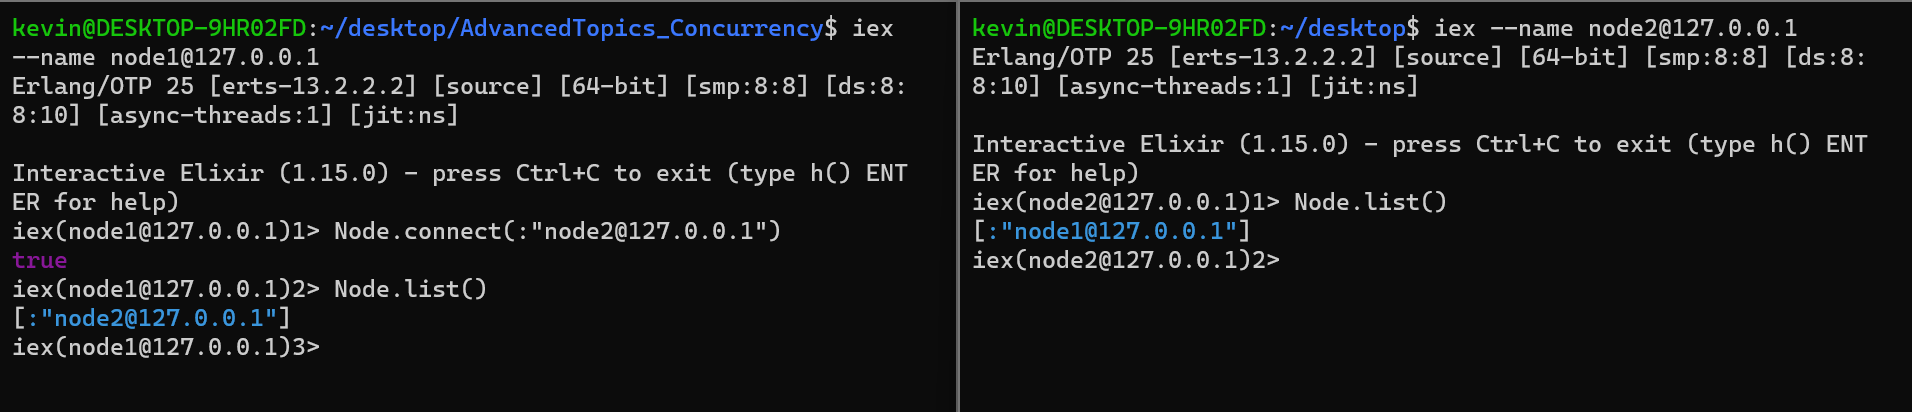 kevin@DESKTOP-9HR02FD:~/desktop/AdvancedTopics_Concurrency$ iex
--name node1@127.0.0.1
Erlang/OTP 25 [erts-13.2.2.2] [source] [64-bit] [smp:8:8] [ds:8:
8:10] [async-threads:1] [jit:ns]
Interactive Elixir (1.15.0) - press Ctrl+C to exit (type h() ENT
ER for help)
iex(node1@127.0.0.1)1> Node.connect(:"node2@127.0.0.1")
true
iex(node1@127.0.0.1)2> Node.list()
[:"node2@127.0.0.1"]
iex(node1@127.0.0.1)3>
kevin@DESKTOP-9HR02FD:~/desktop$ iex --name node2@127.0.0.1
Erlang/OTP 25 [erts-13.2.2.2] [source] [64-bit] [smp:8:8] [ds:8:
8:10] [async-threads:1] [jit:ns]
Interactive Elixir (1.15.0) - press Ctrl+C to exit (type h() ENT
ER for help)
iex(node2@127.0.0.1)1> Node.list()
[:"node1@127.0.0.1"]
iex(node2@127.0.0.1)2>